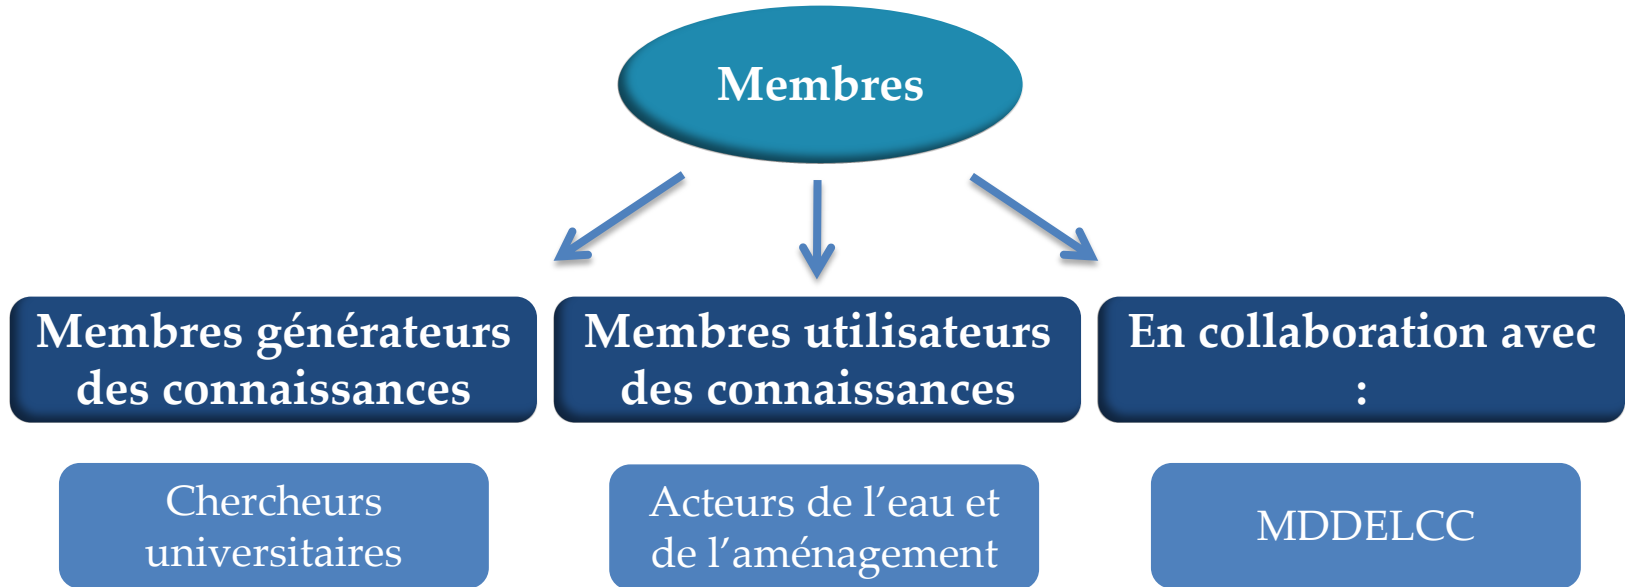 Membres
Membres générateurs
des connaissances
Membres utilisateurs
des connaissances
En collaboration avec
:
Chercheurs
universitaires
Acteurs de l’eau et
de l’aménagement
MDDELCC